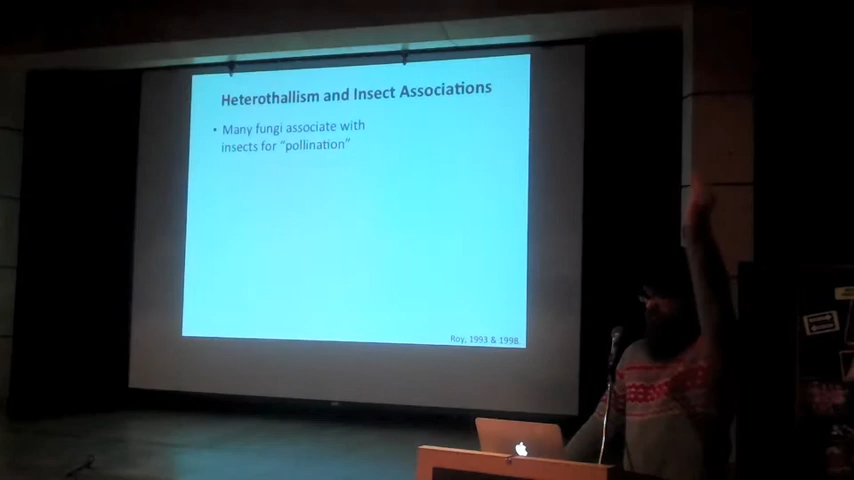 Heterothallism and Insect Associations
• Many fungi associate with
insects for “pollination”
Roy, 1993 & 1998.